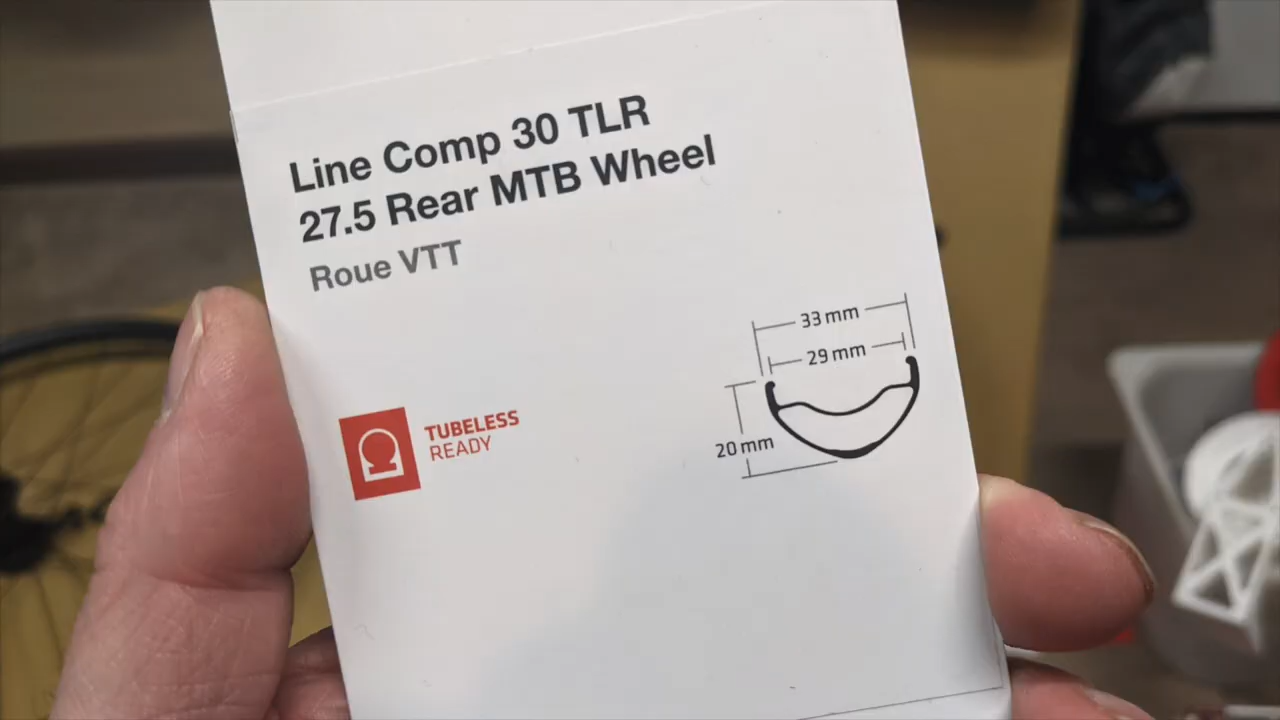 Line Comp 30 TLR
27.5 Rear MTB Wheel
Roue VTT
33 mm
29 mm
20 mm
TUBELESS
READY